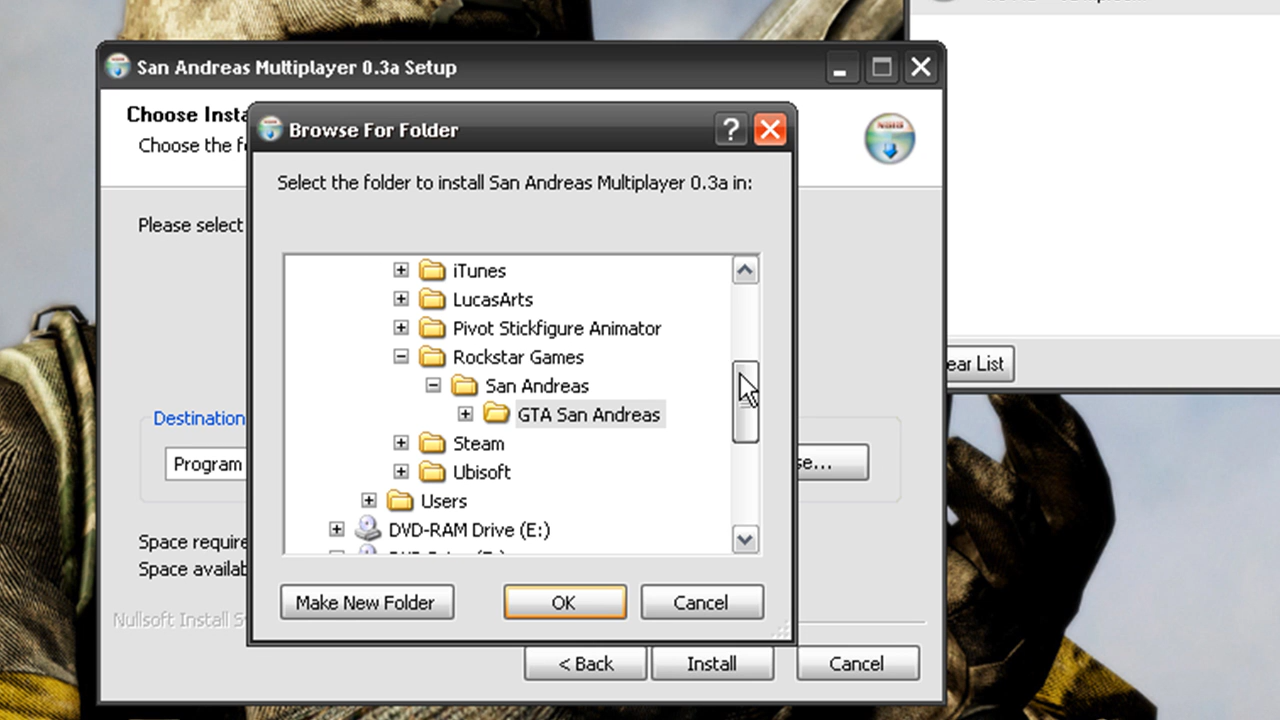 San Andreas Multiplayer 0.3a Setup
Choose Insta
Choose the f
Browse For Folder
Select the folder to install San Andreas Multiplayer 0.3a in:
Please select
iTunes
LucasArts
Pivot Stickfigure Animator
Rockstar Games
San Andreas
GTA San Andreas
Steam
Ubisoft
Users
DVD-RAM Drive (E:)
ear List
Destination
Program
se...
Space require
Space availab
Make New Folder
OK
Cancel
Nullsoft Install S
< Back
Install
Cancel